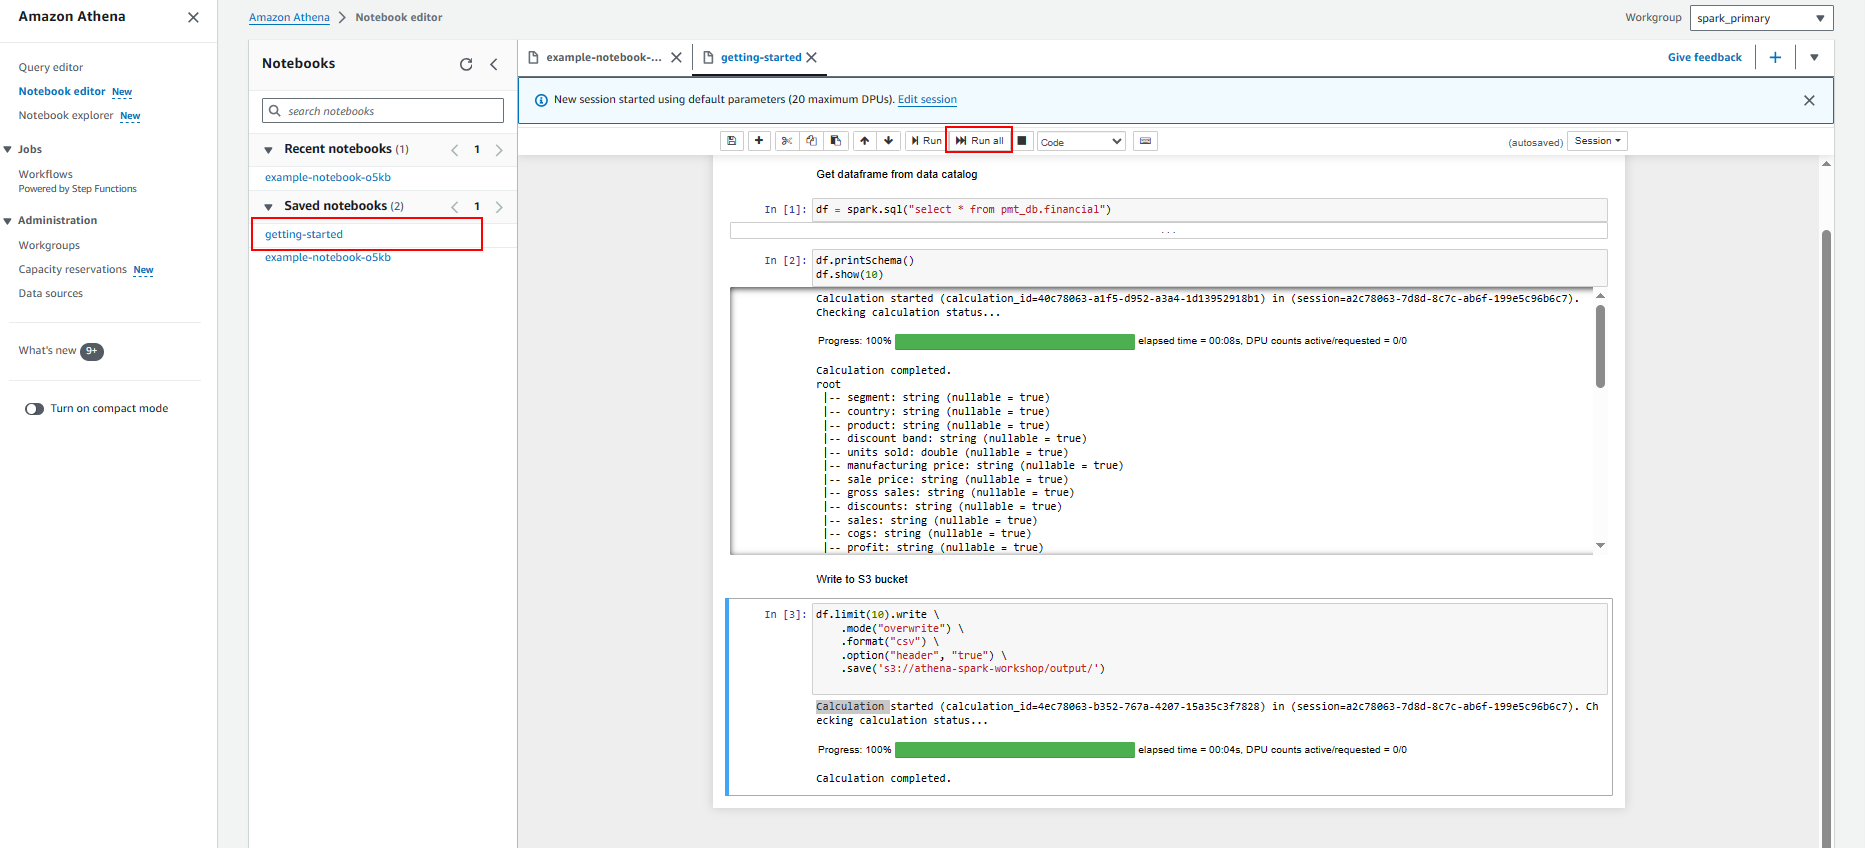 Amazon Athena
Query editor
Notebook editor New
Notebook explorer New
Jobs
Workflows
Powered by Step Functions
Administration
Workgroups
Capacity reservations New
Data sources
What's new 9+
Turn on compact mode
Amazon Athena > Notebook editor
Workgroup spark_primary
Notebooks
search notebooks
Recent notebooks (1) 1
example-notebook-o5kb
Saved notebooks (2) 1
getting-started
example-notebook-o5kb
example-notebook-... getting-started
Give feedback
New session started using default parameters (20 maximum DPUs). Edit session
Run Run all Code (autosaved) Session
Get dataframe from data catalog
In [1]: df = spark.sql("select * from pmt_db.financial")
...
In [2]: df.printSchema()
df.show(10)
Calculation started (calculation_id=40c78063-a1f5-d952-a3a4-1d13952918b1) in (session=a2c78063-7d8d-8c7c-ab6f-199e5c96b6c7).
Checking calculation status...
Progress: 100% elapsed time = 00:08s, DPU counts active/requested = 0/0
Calculation completed.
root
|-- segment: string (nullable = true)
|-- country: string (nullable = true)
|-- product: string (nullable = true)
|-- discount band: string (nullable = true)
|-- units sold: double (nullable = true)
|-- manufacturing price: string (nullable = true)
|-- sale price: string (nullable = true)
|-- gross sales: string (nullable = true)
|-- discounts: string (nullable = true)
|-- sales: string (nullable = true)
|-- cogs: string (nullable = true)
|-- profit: string (nullable = true)
Write to S3 bucket
In [3]: df.limit(10).write \
.mode("overwrite") \
.format("csv") \
.option("header", "true") \
.save('s3://athena-spark-workshop/output/')
Calculation started (calculation_id=4ec78063-b352-767a-4207-15a35c3f7828) in (session=a2c78063-7d8d-8c7c-ab6f-199e5c96b6c7). Ch
ecking calculation status...
Progress: 100% elapsed time = 00:04s, DPU counts active/requested = 0/0
Calculation completed.